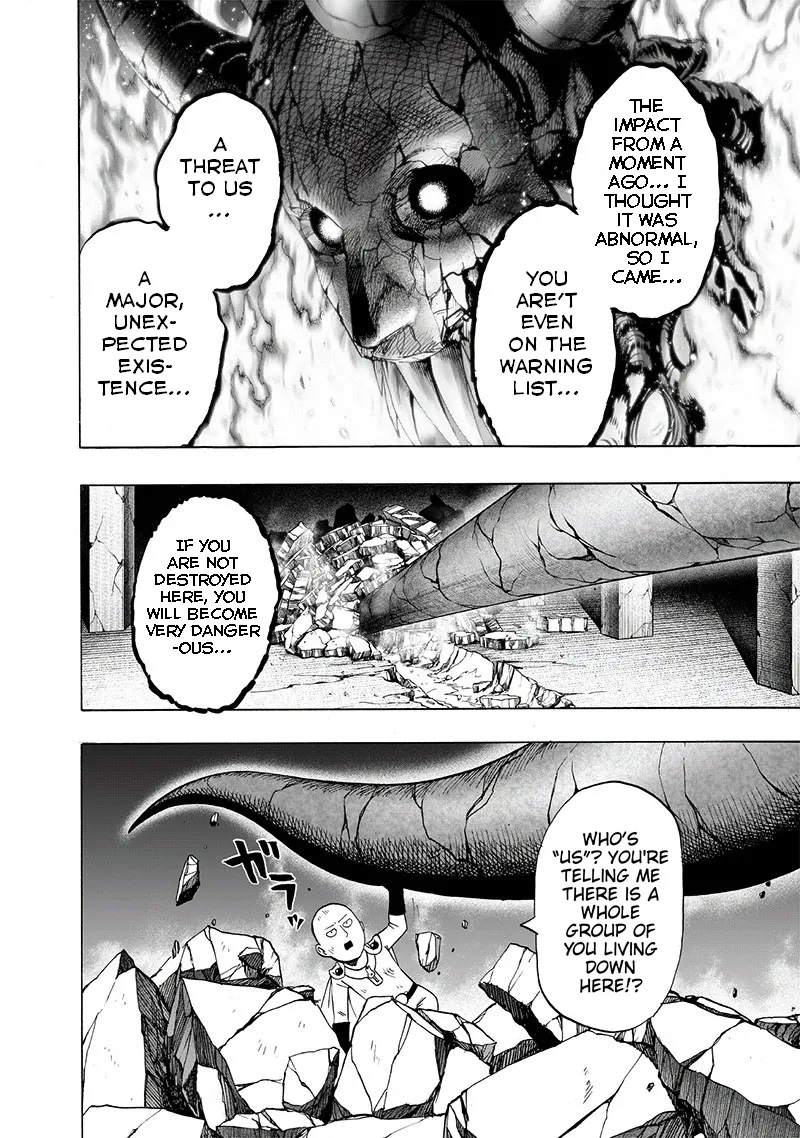 THE
IMPACT
FROM A
MOMENT
AGO... I
THOUGHT
IT WAS
ABNORMAL,
SO I
CAME...
YOU
ARE'T
EVEN
ON THE
WARNING
LIST...
A
THREAT
TO US
...
A
MAJOR,
UNEX-
PECTED
EXIS-
TENCE...
IF YOU
ARE NOT
DESTROYED
HERE, YOU
WILL BECOME
VERY DANGER
-OUS...
ガラッ
WHO'S
"US"? YOU'RE
TELLING ME
THERE IS A
WHOLE
GROUP OF
YOU LIVING
DOWN
HERE!?